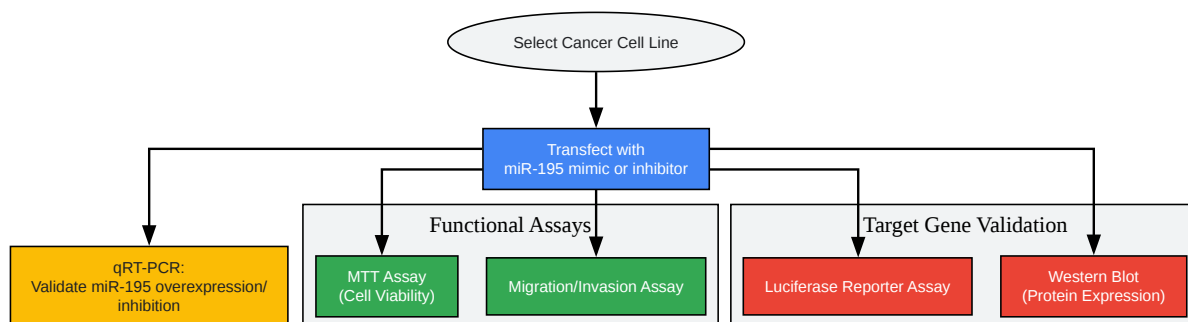 Select Cancer Cell Line
Transfect with
miR-195 mimic or inhibitor
Functional Assays
Target Gene Validation
qRT-PCR:
Validate miR-195 overexpression/
inhibition
MTT Assay
(Cell Viability)
Migration/Invasion Assay
Luciferase Reporter Assay
Western Blot
(Protein Expression)